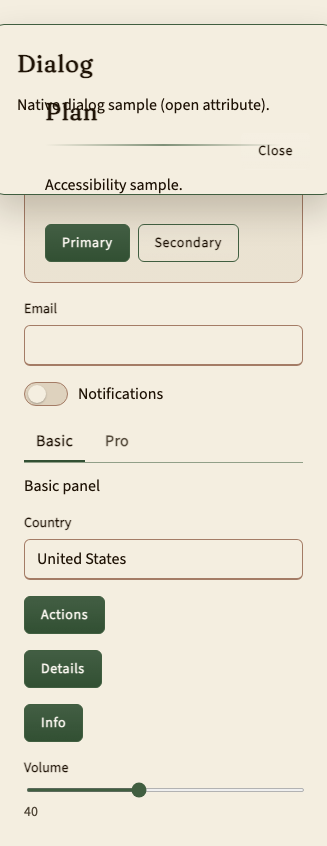 Dialog
Native dialog sample (open attribute).
Plan
Close
Accessibility sample.
Primary
Secondary
Email
Notifications
Basic
Pro
Basic panel
Country
United States
Actions
Details
Info
Volume
40